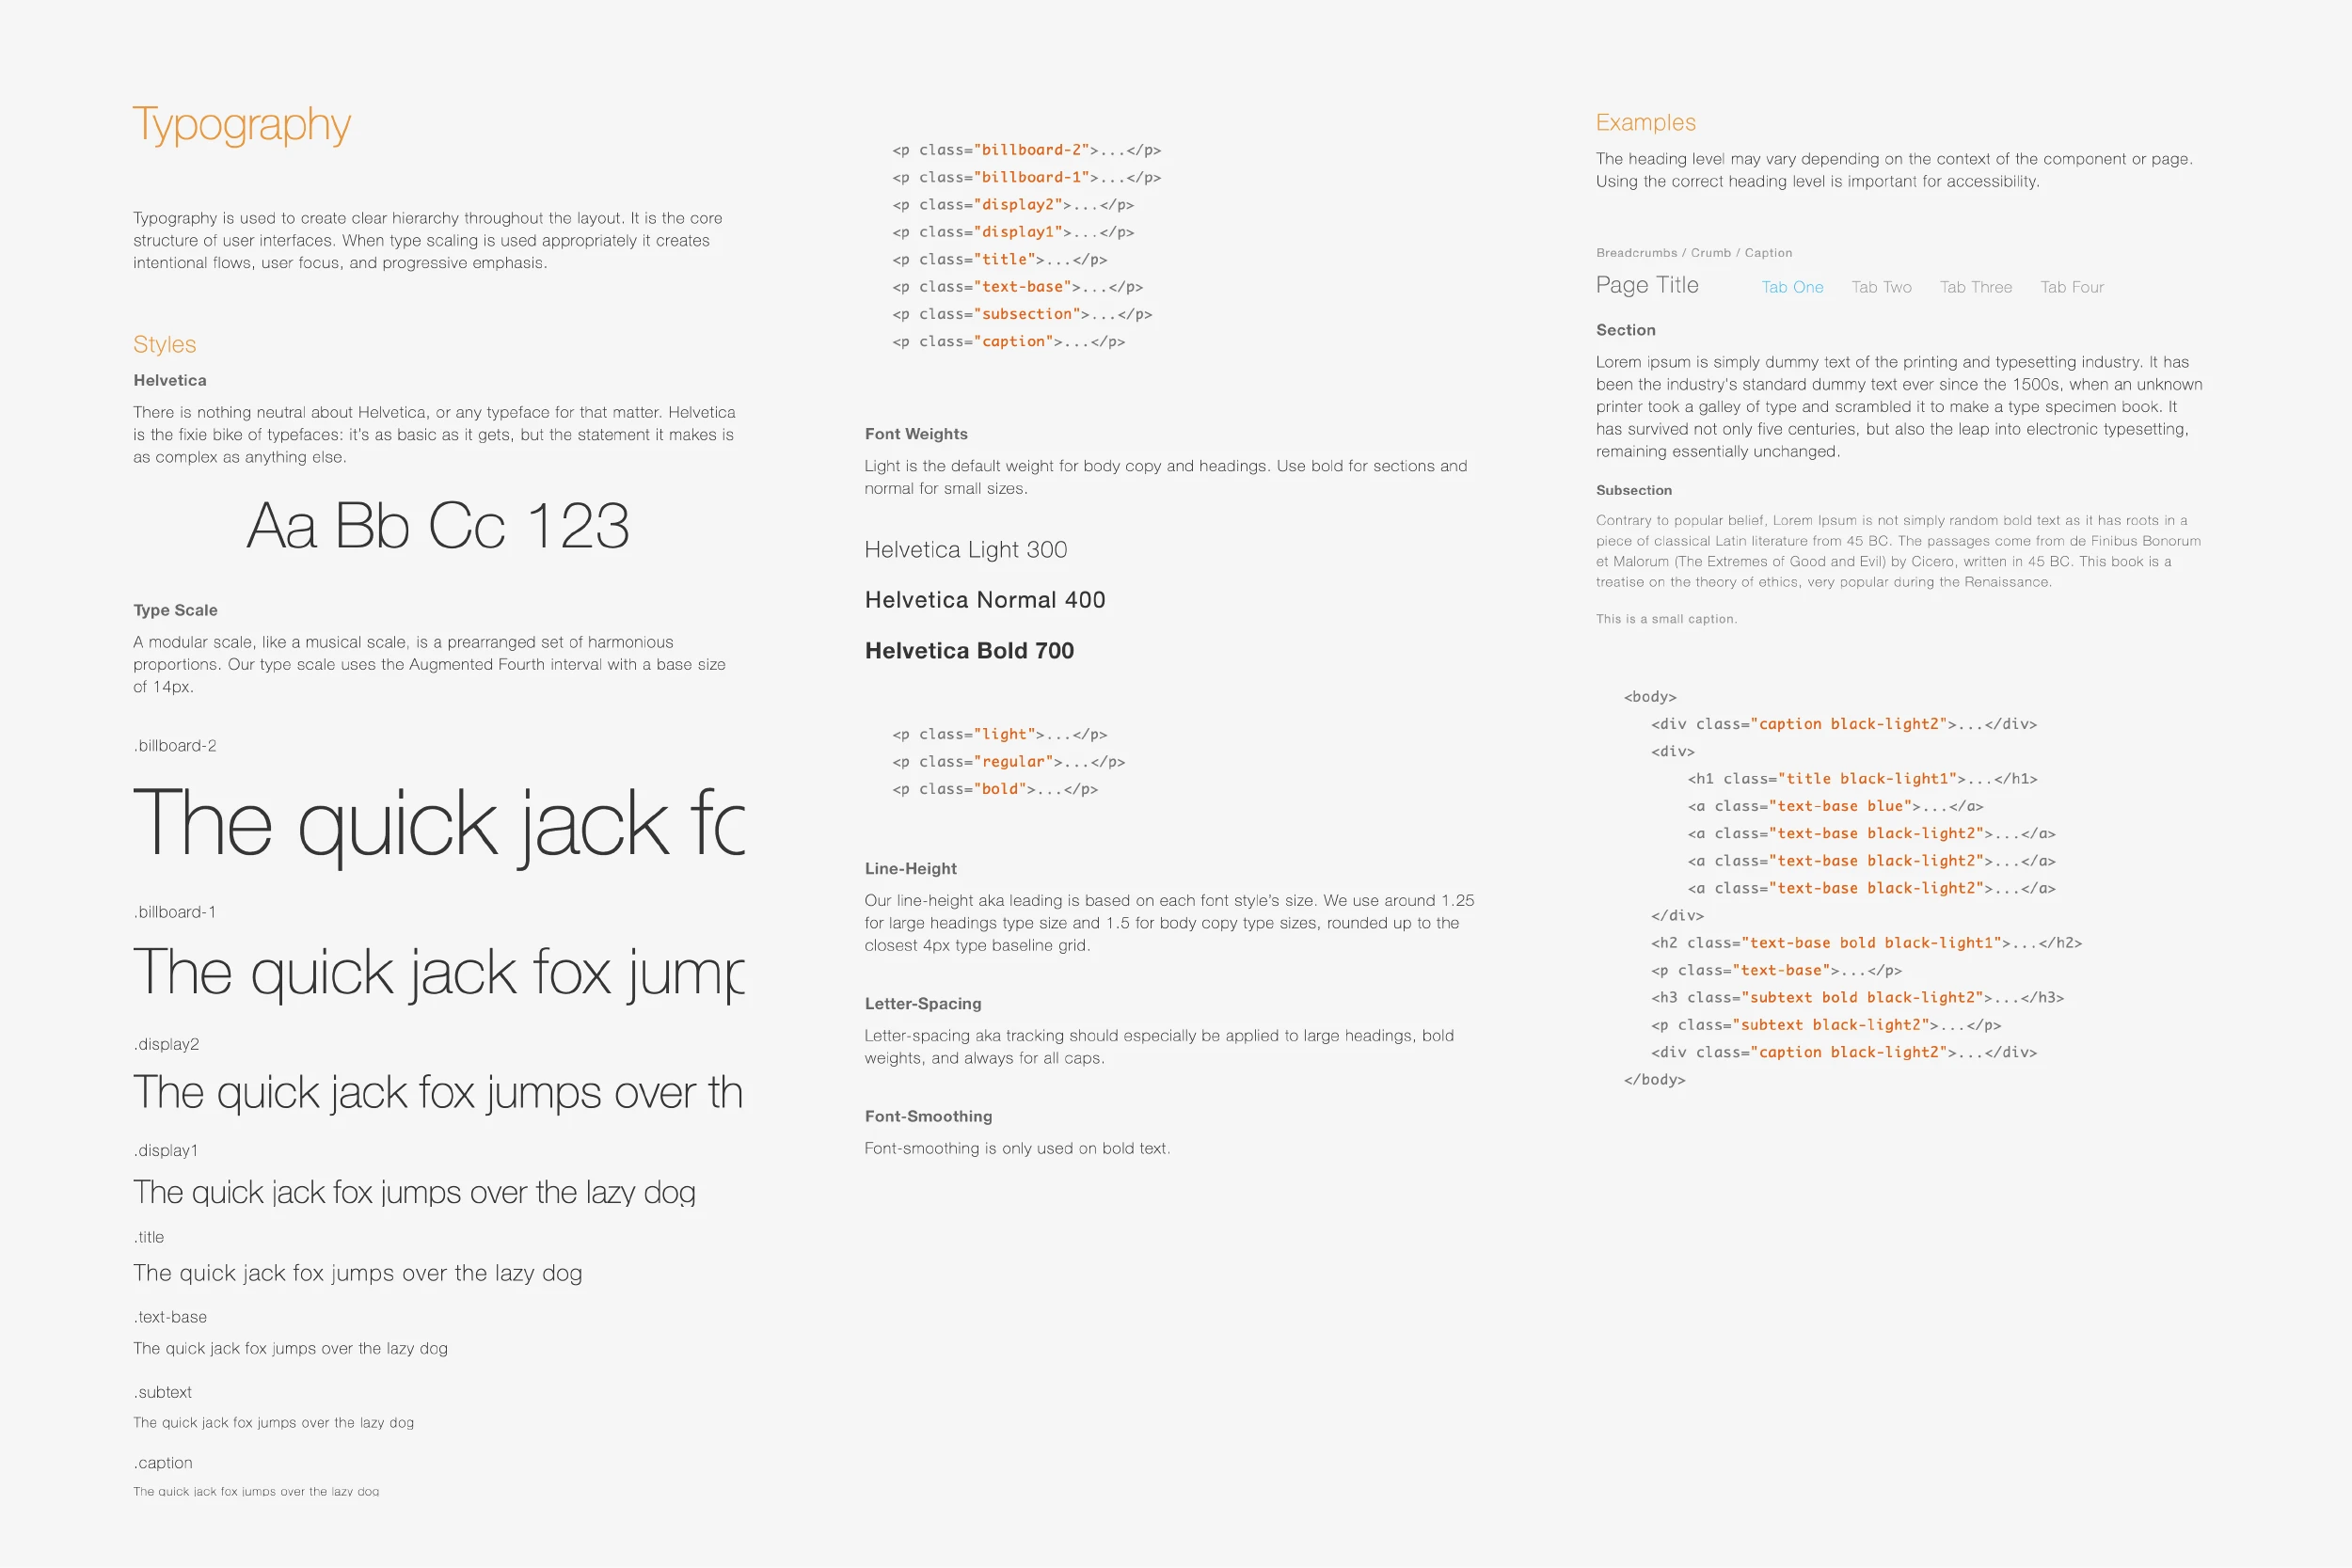 Typography
Typography is used to create clear hierarchy throughout the layout. It is the core
structure of user interfaces. When type scaling is used appropriately it creates
intentional flows, user focus, and progressive emphasis.
Styles
Helvetica
There is nothing neutral about Helvetica, or any typeface for that matter. Helvetica
is the fixie bike of typefaces: it's as basic as it gets, but the statement it makes is
as complex as anything else.
Aa Bb Cc 123
Type Scale
A modular scale, like a musical scale, is a prearranged set of harmonious
proportions. Our type scale uses the Augmented Fourth interval with a base size
of 14px.
.billboard-2
The quick jack fo
.billboard-1
The quick jack fox jump
.display2
The quick jack fox jumps over th
.display1
The quick jack fox jumps over the lazy dog
.title
The quick jack fox jumps over the lazy dog
.text-base
The quick jack fox jumps over the lazy dog
.subtext
The quick jack fox jumps over the lazy dog
.caption
The quick jack fox jumps over the lazy dog
<p class="billboard-2">...</p>
<p class="billboard-1">...</p>
<p class="display2">...</p>
<p class="display1">...</p>
<p class="title">...</p>
<p class="text-base">...</p>
<p class="subsection">...</p>
<p class="caption">...</p>
Font Weights
Light is the default weight for body copy and headings. Use bold for sections and
normal for small sizes.
Helvetica Light 300
Helvetica Normal 400
Helvetica Bold 700
<p class="light">...</p>
<p class="regular">...</p>
<p class="bold">...</p>
Line-Height
Our line-height aka leading is based on each font style's size. We use around 1.25
for large headings type size and 1.5 for body copy type sizes, rounded up to the
closest 4px type baseline grid.
Letter-Spacing
Letter-spacing aka tracking should especially be applied to large headings, bold
weights, and always for all caps.
Font-Smoothing
Font-smoothing is only used on bold text.
Examples
The heading level may vary depending on the context of the component or page.
Using the correct heading level is important for accessibility.
Breadcrumbs / Crumb / Caption
Page Title Tab One Tab Two Tab Three Tab Four
Section
Lorem ipsum is simply dummy text of the printing and typesetting industry. It has
been the industry's standard dummy text ever since the 1500s, when an unknown
printer took a galley of type and scrambled it to make a type specimen book. It
has survived not only five centuries, but also the leap into electronic typesetting,
remaining essentially unchanged.
Subsection
Contrary to popular belief, Lorem Ipsum is not simply random bold text as it has roots in a
piece of classical Latin literature from 45 BC. The passages come from de Finibus Bonorum
et Malorum (The Extremes of Good and Evil) by Cicero, written in 45 BC. This book is a
treatise on the theory of ethics, very popular during the Renaissance.
This is a small caption.
<body>
<div class="caption black-light2">...</div>
<div>
<h1 class="title black-light1">...</h1>
<a class="text-base blue">...</a>
<a class="text-base black-light2">...</a>
<a class="text-base black-light2">...</a>
<a class="text-base black-light2">...</a>
</div>
<h2 class="text-base bold black-light1">...</h2>
<p class="text-base">...</p>
<h3 class="subtext bold black-light2">...</h3>
<p class="subtext black-light2">...</p>
<div class="caption black-light2">...</div>
</body>